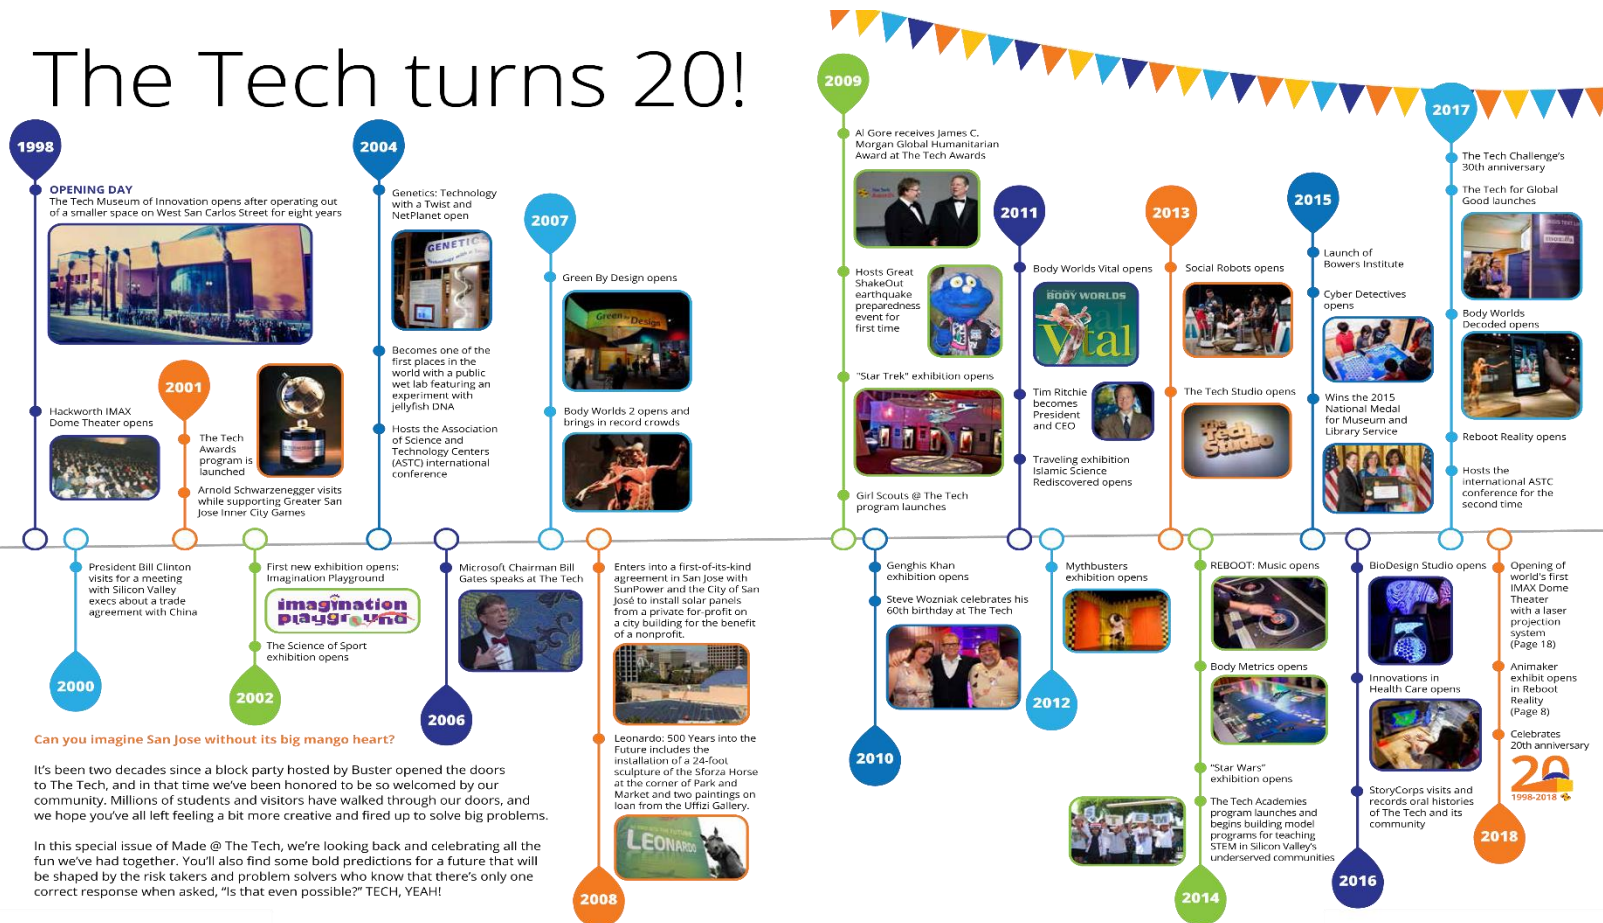 The Tech turns 20!
1998
OPENING DAY
The Tech Museum of Innovation opens after operating out
of a smaller space on West San Carlos Street for eight years
Hackworth IMAX
Dome Theater opens
2000
President Bill Clinton
visits for a meeting
with Silicon Valley
execs about a trade
agreement with China
2001
The Tech
Awards
program is
launched
Arnold Schwarzenegger visits
while supporting Greater San
Jose Inner City Games
2002
First new exhibition opens:
Imagination Playground
imagination
playground
The Science of Sport
exhibition opens
2004
Genetics: Technology
with a Twist and
NetPlanet open
GENETICS
Becomes one of the
first places in the
world with a public
wet lab featuring an
experiment with
jellyfish DNA
Hosts the Association
of Science and
Technology Centers
(ASTC) international
conference
2006
Microsoft Chairman Bill
Gates speaks at The Tech
2007
Green By Design opens
Green by Design
Body Worlds 2 opens and
brings in record crowds
2008
Enters into a first-of-its-kind
agreement in San Jose with
SunPower and the City of San
José to install solar panels
from a private for-profit on
a city building for the benefit
of a nonprofit.
Leonardo: 500 Years into the
Future includes the
installation of a 24-foot
sculpture of the Sforza Horse
at the corner of Park and
Market and two paintings on
loan from the Uffizi Gallery.
LEONARDO
Can you imagine San Jose without its big mango heart?
It's been two decades since a block party hosted by Buster opened the doors
to The Tech, and in that time we've been honored to be so welcomed by our
community. Millions of students and visitors have walked through our doors, and
we hope you've all left feeling a bit more creative and fired up to solve big problems.
In this special issue of Made @ The Tech, we're looking back and celebrating all the
fun we've had together. You'll also find some bold predictions for a future that will
be shaped by the risk takers and problem solvers who know that there's only one
correct response when asked, "Is that even possible?" TECH, YEAH!
2009
Al Gore receives James C.
Morgan Global Humanitarian
Award at The Tech Awards
The Tech
Awards
Hosts Great
ShakeOut
earthquake
preparedness
event for
first time
"Star Trek" exhibition opens
Girl Scouts @ The Tech
program launches
2010
Genghis Khan
exhibition opens
Steve Wozniak celebrates his
60th birthday at The Tech
2011
Body Worlds Vital opens
BODY WORLDS
Vital
Tim Ritchie
becomes
President
and CEO
Traveling exhibition
Islamic Science
Rediscovered opens
2012
Mythbusters
exhibition opens
2013
Social Robots opens
The Tech Studio opens
The
Tech
Studio
2014
REBOOT: Music opens
Body Metrics opens
"Star Wars"
exhibition opens
STEM
The Tech Academies
program launches and
begins building model
programs for teaching
STEM in Silicon Valley's
underserved communities
2015
Launch of
Bowers Institute
Cyber Detectives
opens
Wins the 2015
National Medal
for Museum and
Library Service
2016
BioDesign Studio opens
Innovations in
Health Care opens
StoryCorps visits and
records oral histories
of The Tech and its
community
2017
The Tech Challenge's
30th anniversary
The Tech for Global
Good launches
Body Worlds
Decoded opens
Reboot Reality opens
Hosts the
international ASTC
conference for the
second time
2018
Opening of
world's first
IMAX Dome
Theater
with a laser
projection
system
(Page 18)
Animaker
exhibit opens
in Reboot
Reality
(Page 8)
Celebrates
20th anniversary
20
1998-2018